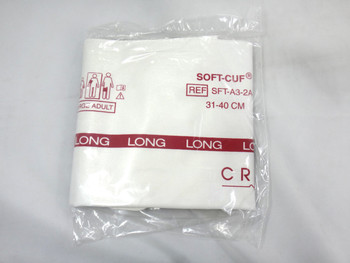 SOFT-CUF®
REF SFT-A3-2A
ADULT
31-40 CM
LONG LONG LONG LONG
CR